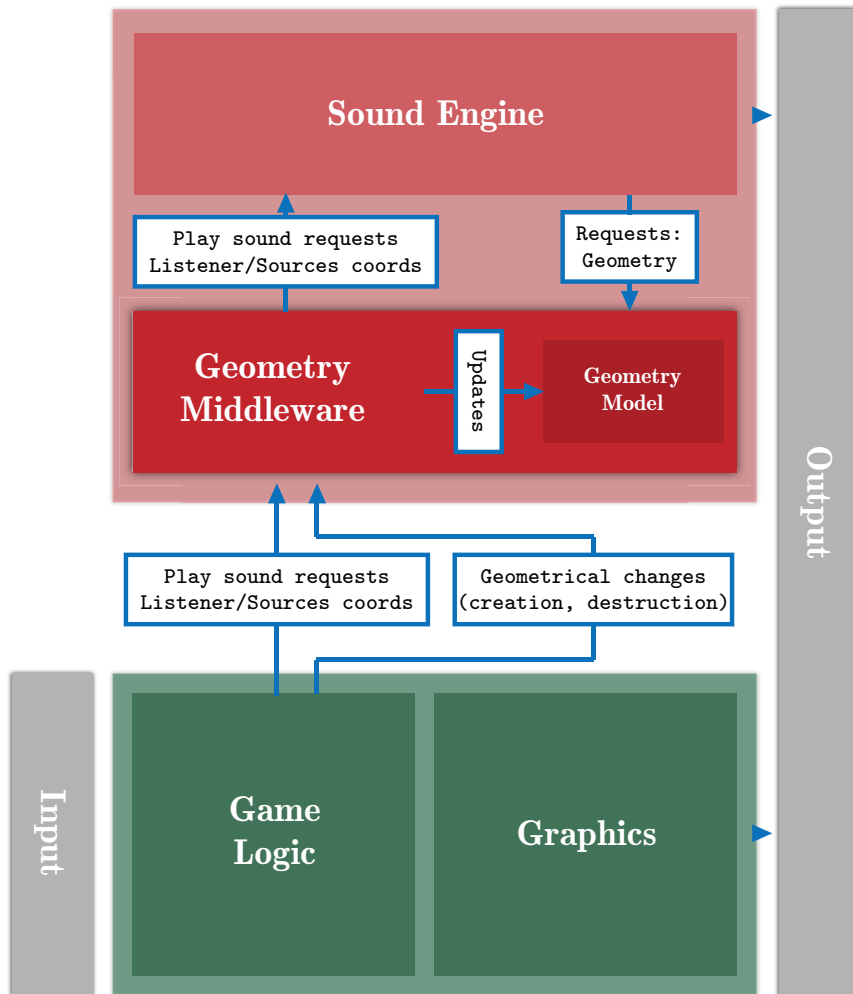 Sound Engine
Play sound requests
Listener/Sources coords
Requests:
Geometry
Geometry
Middleware
Updates
Geometry
Model
Output
Play sound requests
Listener/Sources coords
Geometrical changes
(creation, destruction)
Input
Game
Logic
Graphics